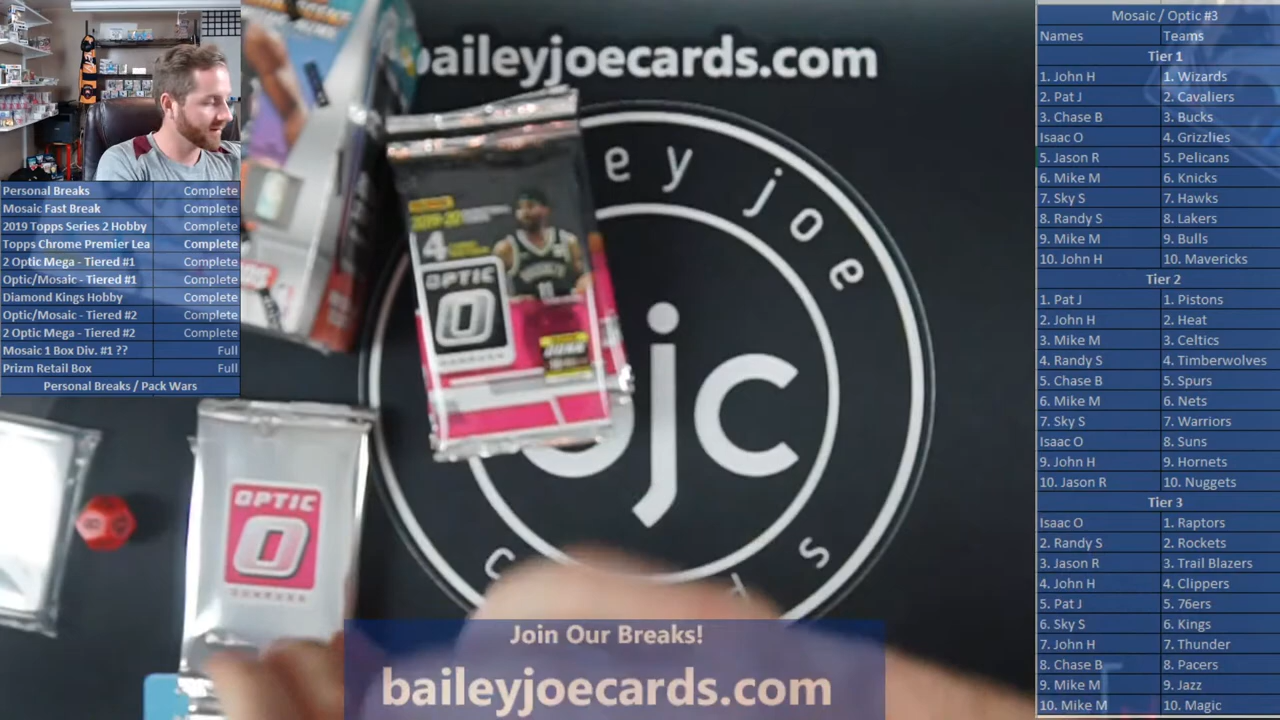 Personal Breaks Complete
Mosaic Fast Break Complete
2019 Topps Series 2 Hobby Complete
Topps Chrome Premier Lea Complete
2 Optic Mega - Tiered #1 Complete
Optic/Mosaic - Tiered #1 Complete
Diamond Kings Hobby Complete
Optic/Mosaic - Tiered #2 Complete
2 Optic Mega - Tiered #2 Complete
Mosaic 1 Box Div. #1 ?? Full
Prizm Retail Box Full
Personal Breaks / Pack Wars
baileyjoecards.com
ey joe
bjc
c s
4
OPTIC
OPTIC
DONRUSS
Join Our Breaks!
baileyjoecards.com
Mosaic / Optic #3
Names Teams
Tier 1
1. John H 1. Wizards
2. Pat J 2. Cavaliers
3. Chase B 3. Bucks
Isaac O 4. Grizzlies
5. Jason R 5. Pelicans
6. Mike M 6. Knicks
7. Sky S 7. Hawks
8. Randy S 8. Lakers
9. Mike M 9. Bulls
10. John H 10. Mavericks
Tier 2
1. Pat J 1. Pistons
2. John H 2. Heat
3. Mike M 3. Celtics
4. Randy S 4. Timberwolves
5. Chase B 5. Spurs
6. Mike M 6. Nets
7. Sky S 7. Warriors
Isaac O 8. Suns
9. John H 9. Hornets
10. Jason R 10. Nuggets
Tier 3
Isaac O 1. Raptors
2. Randy S 2. Rockets
3. Jason R 3. Trail Blazers
4. John H 4. Clippers
5. Pat J 5. 76ers
6. Sky S 6. Kings
7. John H 7. Thunder
8. Chase B 8. Pacers
9. Mike M 9. Jazz
10. Mike M 10. Magic